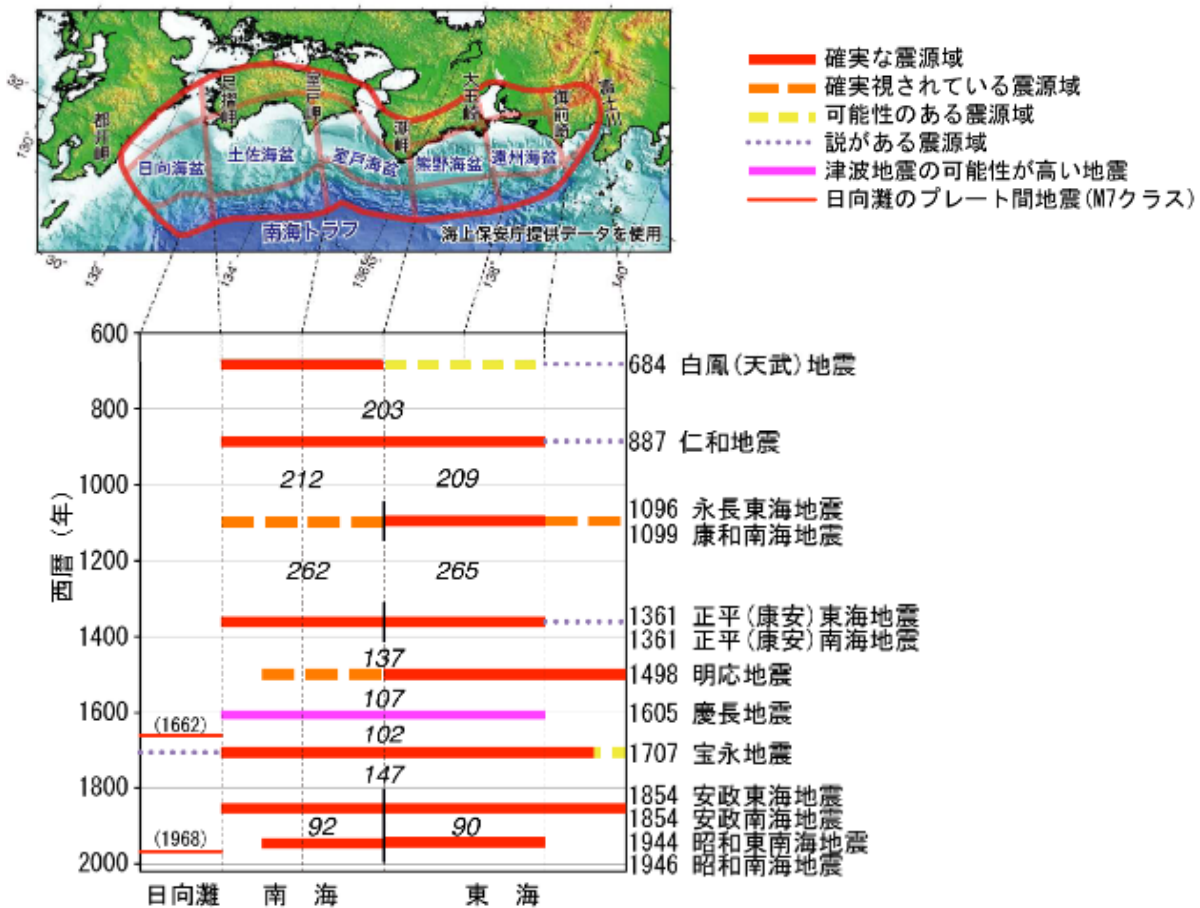 確実な震源域
確実視されている震源域
可能性のある震源域
説がある震源域
津波地震の可能性が高い地震
日向灘のプレート間地震(M7クラス)
都井岬
足摺岬
室戸岬
潮岬
大王崎
御前崎
富士川
日向海盆
土佐海盆
室戸海盆
熊野海盆
遠州海盆
南海トラフ
海上保安庁提供データを使用
130°
132°
134°
136°
138°
140°
西暦(年)
600
800
1000
1200
1400
1600
1800
2000
203
212 209
262 265
137
107
102
147
92 90
(1662)
(1968)
684 白鳳(天武)地震
887 仁和地震
1096 永長東海地震
1099 康和南海地震
1361 正平(康安)東海地震
1361 正平(康安)南海地震
1498 明応地震
1605 慶長地震
1707 宝永地震
1854 安政東海地震
1854 安政南海地震
1944 昭和東南海地震
1946 昭和南海地震
日向灘 南 海 東 海